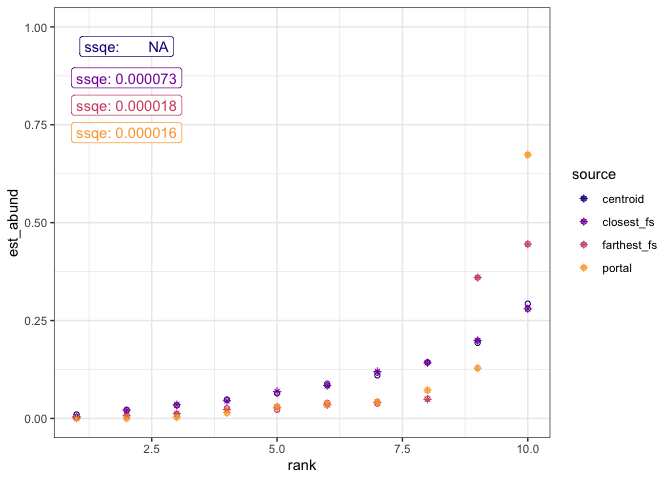 1.00
0.75
0.50
0.25
0.00
est_abund
ssqe: NA
ssqe: 0.000073
ssqe: 0.000018
ssqe: 0.000016
2.5
5.0
7.5
10.0
rank
source
centroid
closest_fs
farthest_fs
portal